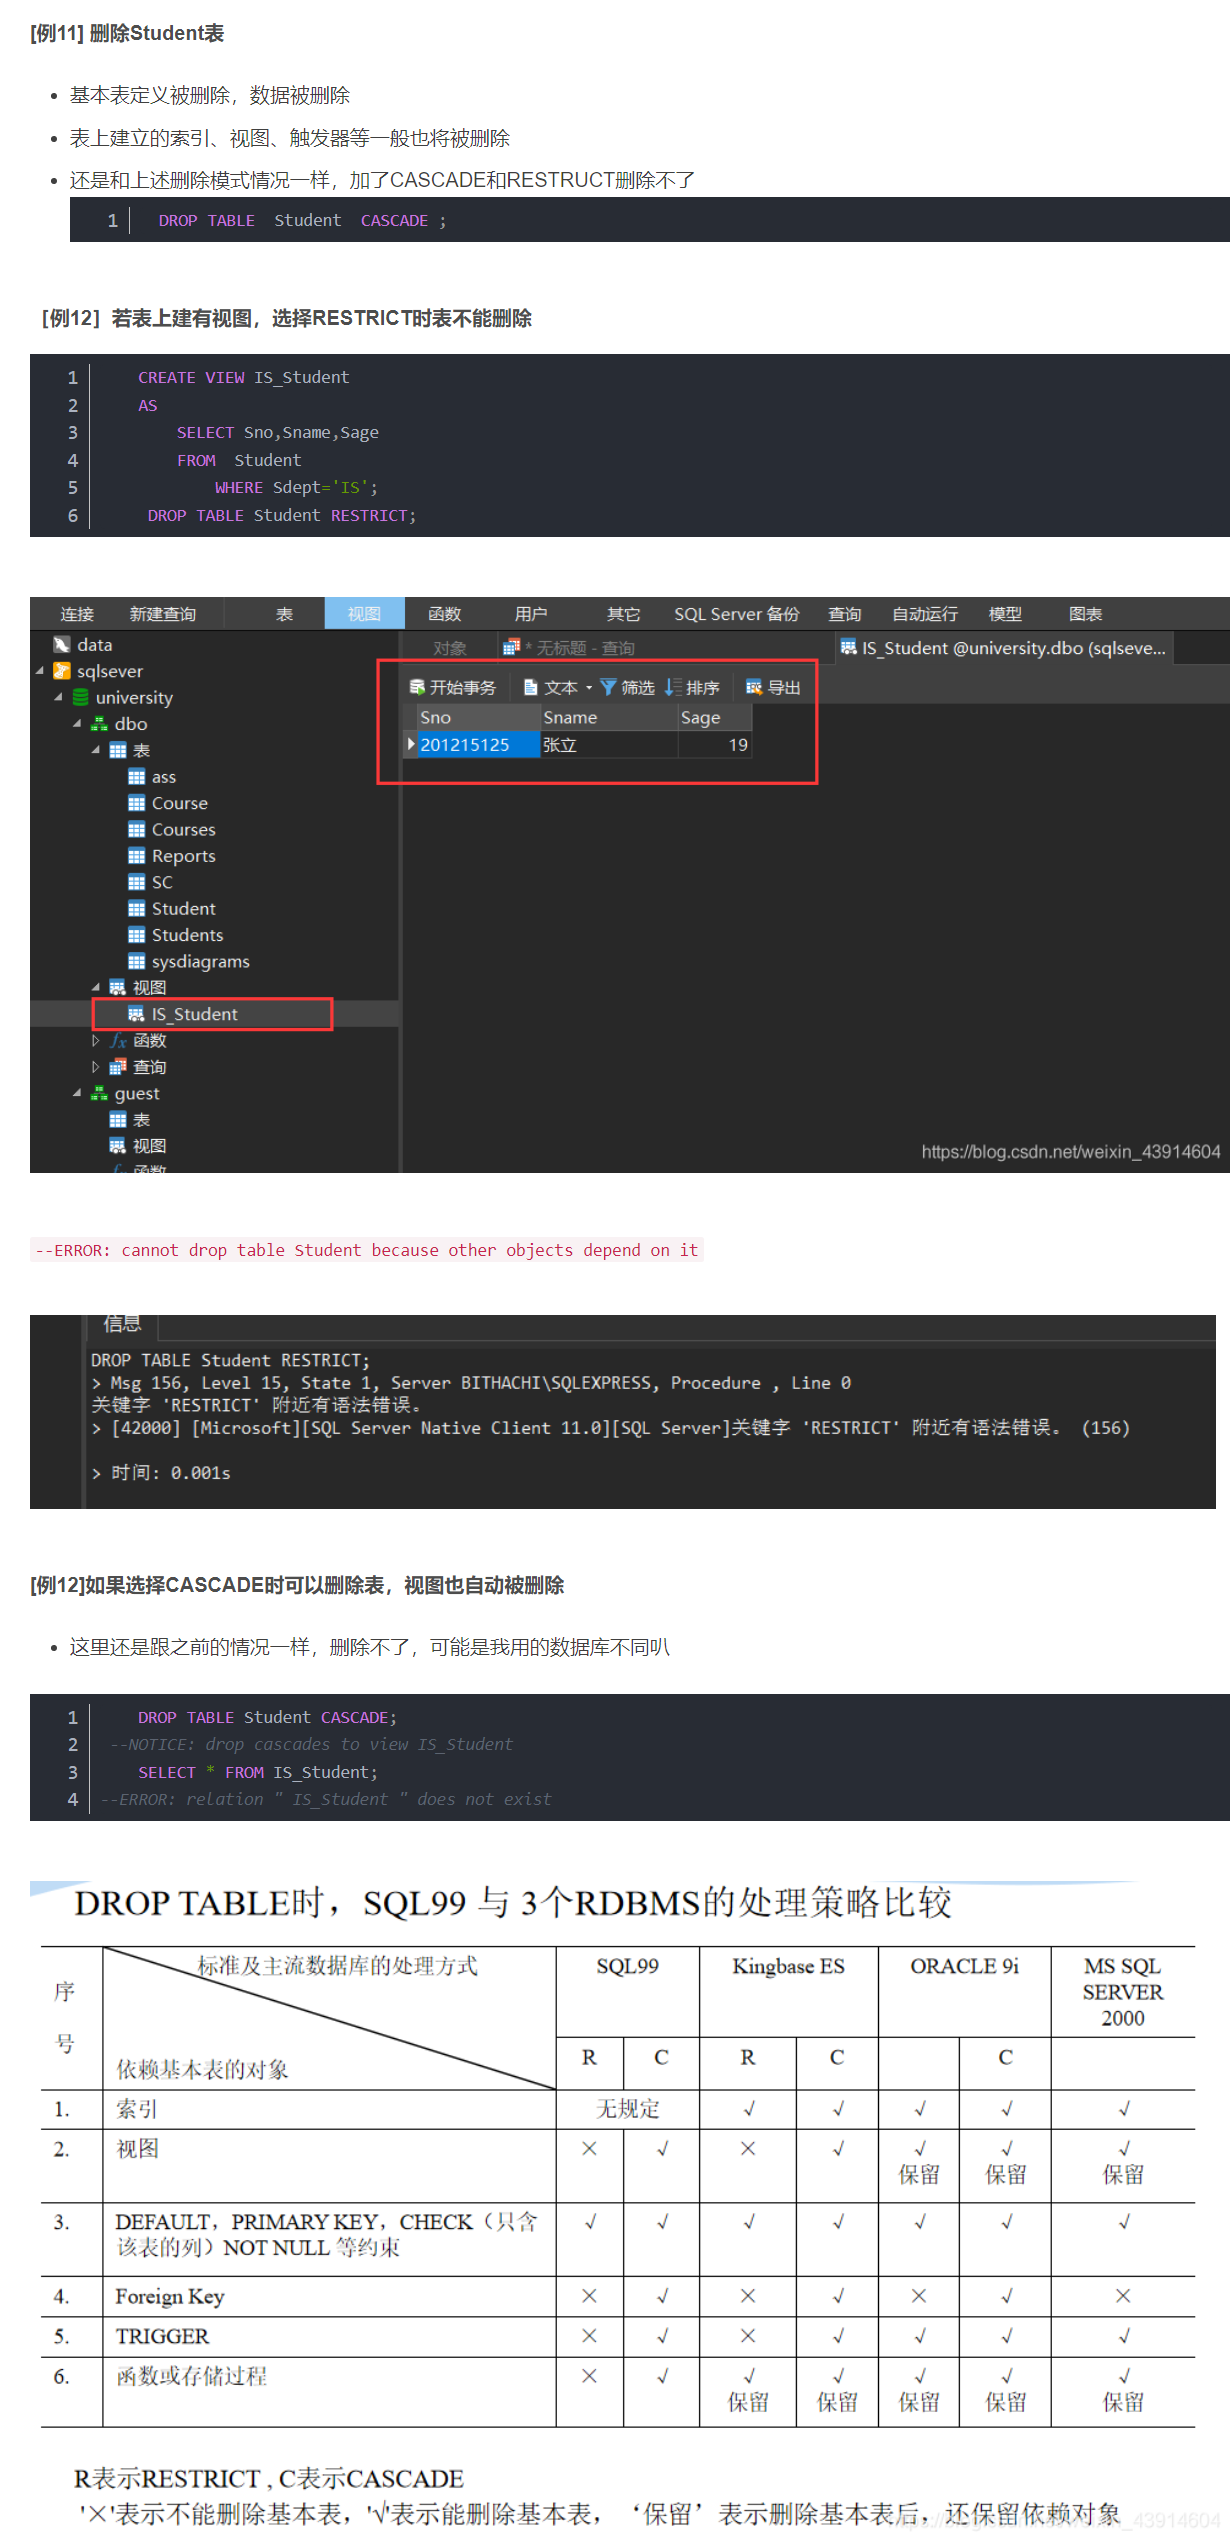 [例11] 删除Student表
基本表定义被删除，数据被删除
表上建立的索引、视图、触发器等一般也将被删除
还是和上述删除模式情况一样，加了CASCADE和RESTRUCT删除不了
1 DROP TABLE Student CASCADE ;
[例12] 若表上建有视图，选择RESTRICT时表不能删除
1 CREATE VIEW IS_Student
2 AS
3 SELECT Sno,Sname,Sage
4 FROM Student
5 WHERE Sdept='IS';
6 DROP TABLE Student RESTRICT;
连接 新建查询 表 视图 函数 用户 其它 SQL Server 备份 查询 自动运行 模型 图表
data
对象 * 无标题 - 查询 IS_Student @university.dbo (sqlseve...
sqlsever
开始事务 文本 筛选 排序 导出
university
Sno Sname Sage
dbo
201215125 张立 19
表
ass
Course
Courses
Reports
SC
Student
Students
sysdiagrams
视图
IS_Student
fx 函数
查询
guest
表
视图
函数
https://blog.csdn.net/weixin_43914604
--ERROR: cannot drop table Student because other objects depend on it
信息
DROP TABLE Student RESTRICT;
> Msg 156, Level 15, State 1, Server BITHACHI\SQLEXPRESS, Procedure , Line 0
关键字 'RESTRICT' 附近有语法错误。
> [42000] [Microsoft][SQL Server Native Client 11.0][SQL Server]关键字 'RESTRICT' 附近有语法错误。 (156)
> 时间: 0.001s
[例12]如果选择CASCADE时可以删除表，视图也自动被删除
这里还是跟之前的情况一样，删除不了，可能是我用的数据库不同叭
1 DROP TABLE Student CASCADE;
2 --NOTICE: drop cascades to view IS_Student
3 SELECT * FROM IS_Student;
4 --ERROR: relation " IS_Student " does not exist
DROP TABLE时，SQL99 与 3个RDBMS的处理策略比较
序号 标准及主流数据库的处理方式 SQL99 Kingbase ES ORACLE 9i MS SQL SERVER 2000
依赖基本表的对象 R C R C C
1. 索引 无规定 √ √ √ √ √
2. 视图 × √ × √ √保留 √保留 √保留
3. DEFAULT，PRIMARY KEY，CHECK（只含该表的列）NOT NULL 等约束 √ √ √ √ √ √ √
4. Foreign Key × √ × √ × √ ×
5. TRIGGER × √ × √ √ √ √
6. 函数或存储过程 × √ √保留 √保留 √保留 √保留 √保留
R表示RESTRICT , C表示CASCADE
'×'表示不能删除基本表，'√'表示能删除基本表，‘保留’表示删除基本表后，还保留依赖对象